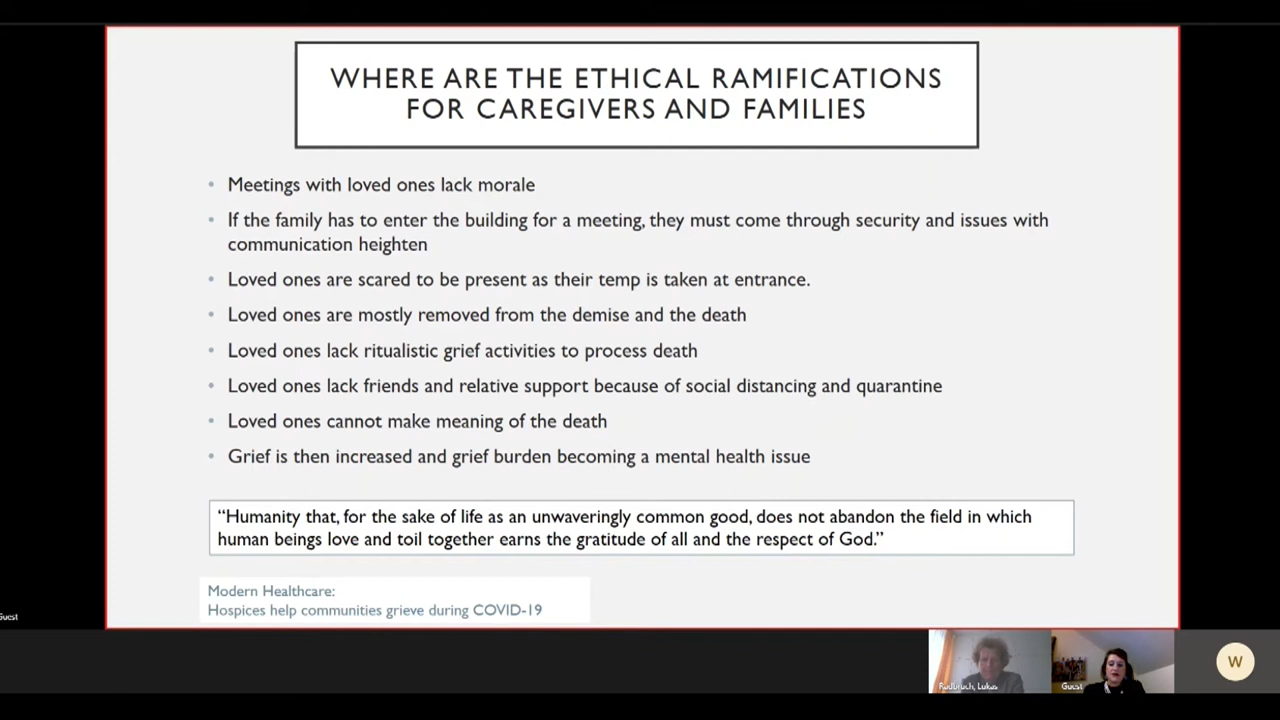 WHERE ARE THE ETHICAL RAMIFICATIONS
FOR CAREGIVERS AND FAMILIES
• Meetings with loved ones lack morale
• If the family has to enter the building for a meeting, they must come through security and issues with
communication heighten
• Loved ones are scared to be present as their temp is taken at entrance.
• Loved ones are mostly removed from the demise and the death
• Loved ones lack ritualistic grief activities to process death
• Loved ones lack friends and relative support because of social distancing and quarantine
• Loved ones cannot make meaning of the death
• Grief is then increased and grief burden becoming a mental health issue
“Humanity that, for the sake of life as an unwaveringly common good, does not abandon the field in which
human beings love and toil together earns the gratitude of all and the respect of God.”
Modern Healthcare:
Hospices help communities grieve during COVID-19
Guest
Radbruch, Lukas
Guest
W